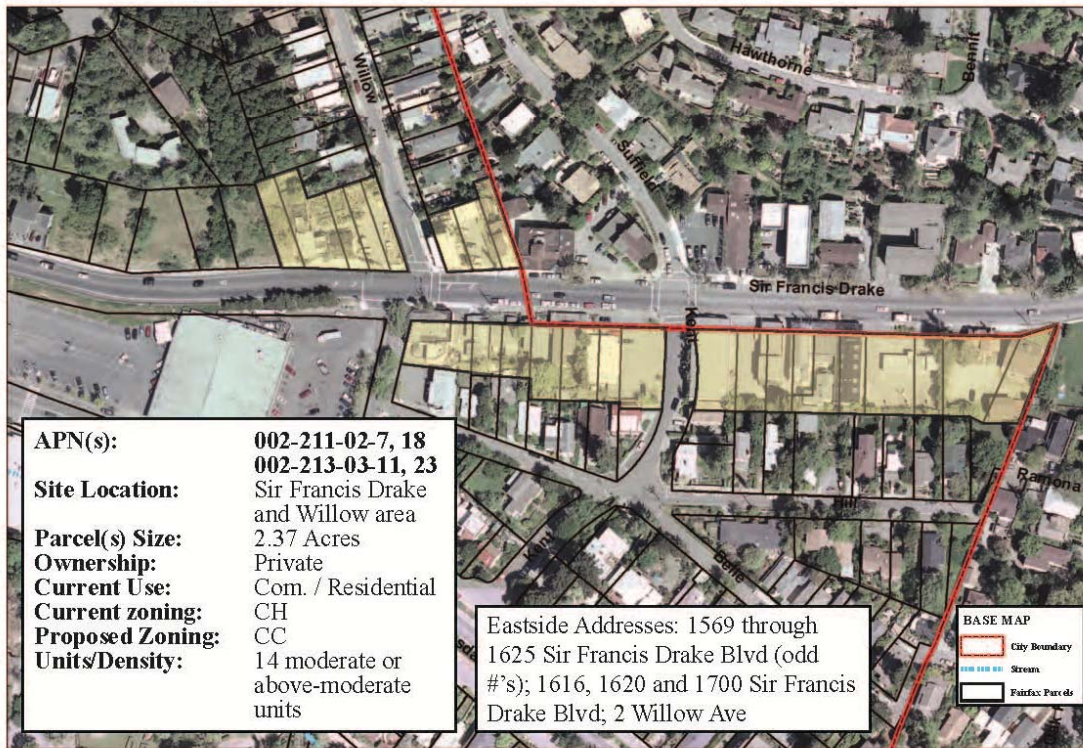 Willow
Hawthorne
Bennit
Suffield
Sir Francis Drake
Kent
Hill
Ramona
Kent
Belle
APN(s): 002-211-02-7, 18
002-213-03-11, 23
Site Location: Sir Francis Drake
and Willow area
Parcel(s) Size: 2.37 Acres
Ownership: Private
Current Use: Com. / Residential
Current zoning: CH
Proposed Zoning: CC
Units/Density: 14 moderate or
above-moderate
units
Eastside Addresses: 1569 through
1625 Sir Francis Drake Blvd (odd
#'s); 1616, 1620 and 1700 Sir Francis
Drake Blvd; 2 Willow Ave
BASE MAP
City Boundary
Stream
Fairfax Parcels